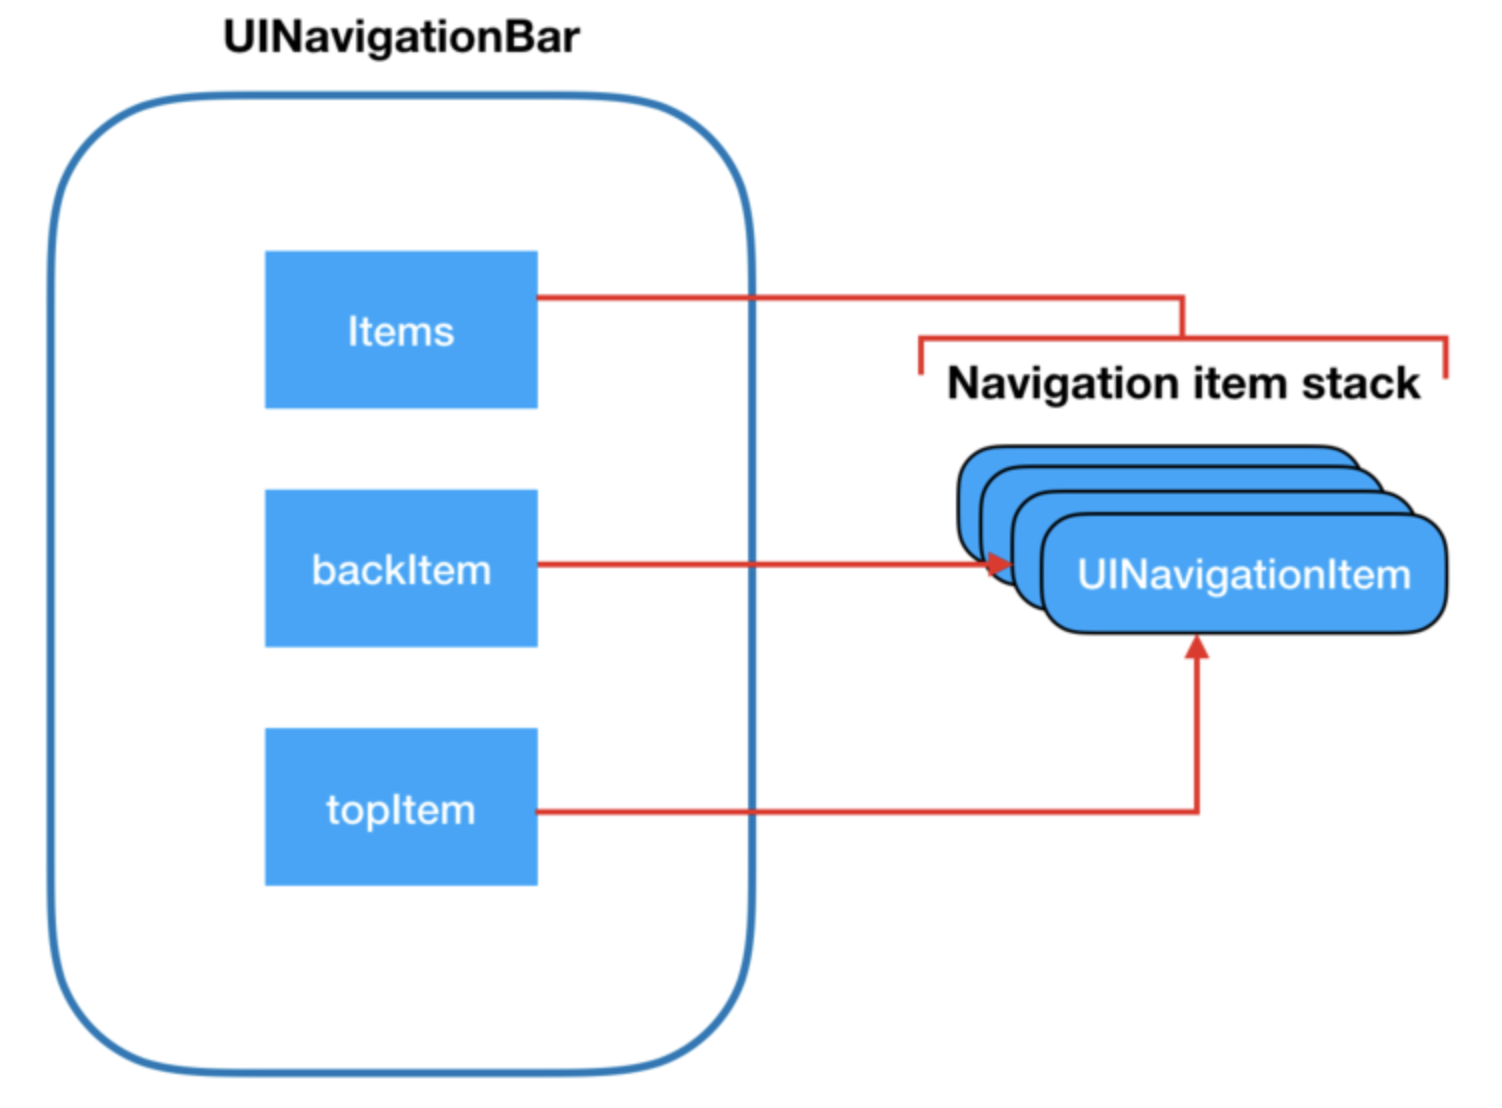 UINavigationBar
Items
Navigation item stack
backItem
UINavigationItem
topItem